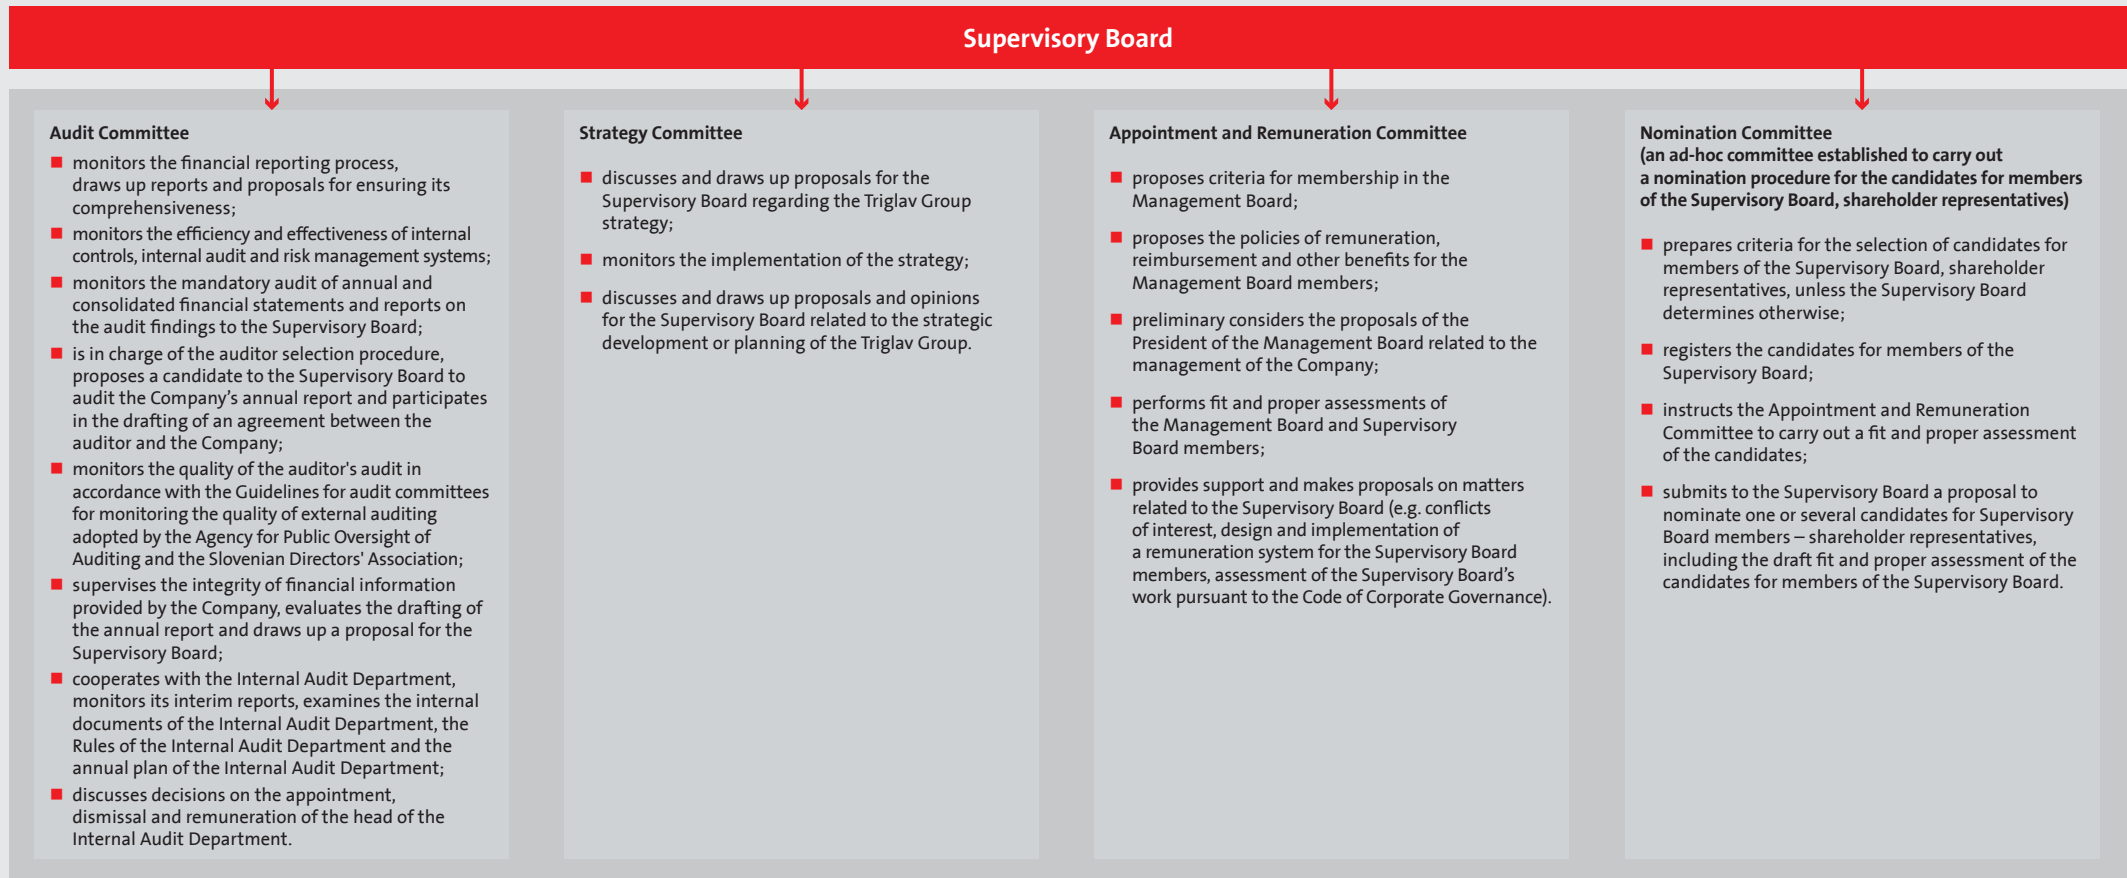 Supervisory Board
Audit Committee
monitors the financial reporting process,
draws up reports and proposals for ensuring its
comprehensiveness;
monitors the efficiency and effectiveness of internal
controls, internal audit and risk management systems;
monitors the mandatory audit of annual and
consolidated financial statements and reports on
the audit findings to the Supervisory Board;
is in charge of the auditor selection procedure,
proposes a candidate to the Supervisory Board to
audit the Company’s annual report and participates
in the drafting of an agreement between the
auditor and the Company;
monitors the quality of the auditor's audit in
accordance with the Guidelines for audit committees
for monitoring the quality of external auditing
adopted by the Agency for Public Oversight of
Auditing and the Slovenian Directors' Association;
supervises the integrity of financial information
provided by the Company, evaluates the drafting of
the annual report and draws up a proposal for the
Supervisory Board;
cooperates with the Internal Audit Department,
monitors its interim reports, examines the internal
documents of the Internal Audit Department, the
Rules of the Internal Audit Department and the
annual plan of the Internal Audit Department;
discusses decisions on the appointment,
dismissal and remuneration of the head of the
Internal Audit Department.
Strategy Committee
discusses and draws up proposals for the
Supervisory Board regarding the Triglav Group
strategy;
monitors the implementation of the strategy;
discusses and draws up proposals and opinions
for the Supervisory Board related to the strategic
development or planning of the Triglav Group.
Appointment and Remuneration Committee
proposes criteria for membership in the
Management Board;
proposes the policies of remuneration,
reimbursement and other benefits for the
Management Board members;
preliminary considers the proposals of the
President of the Management Board related to the
management of the Company;
performs fit and proper assessments of
the Management Board and Supervisory
Board members;
provides support and makes proposals on matters
related to the Supervisory Board (e.g. conflicts
of interest, design and implementation of
a remuneration system for the Supervisory Board
members, assessment of the Supervisory Board’s
work pursuant to the Code of Corporate Governance).
Nomination Committee
(an ad-hoc committee established to carry out
a nomination procedure for the candidates for members
of the Supervisory Board, shareholder representatives)
prepares criteria for the selection of candidates for
members of the Supervisory Board, shareholder
representatives, unless the Supervisory Board
determines otherwise;
registers the candidates for members of the
Supervisory Board;
instructs the Appointment and Remuneration
Committee to carry out a fit and proper assessment
of the candidates;
submits to the Supervisory Board a proposal to
nominate one or several candidates for Supervisory
Board members – shareholder representatives,
including the draft fit and proper assessment of the
candidates for members of the Supervisory Board.